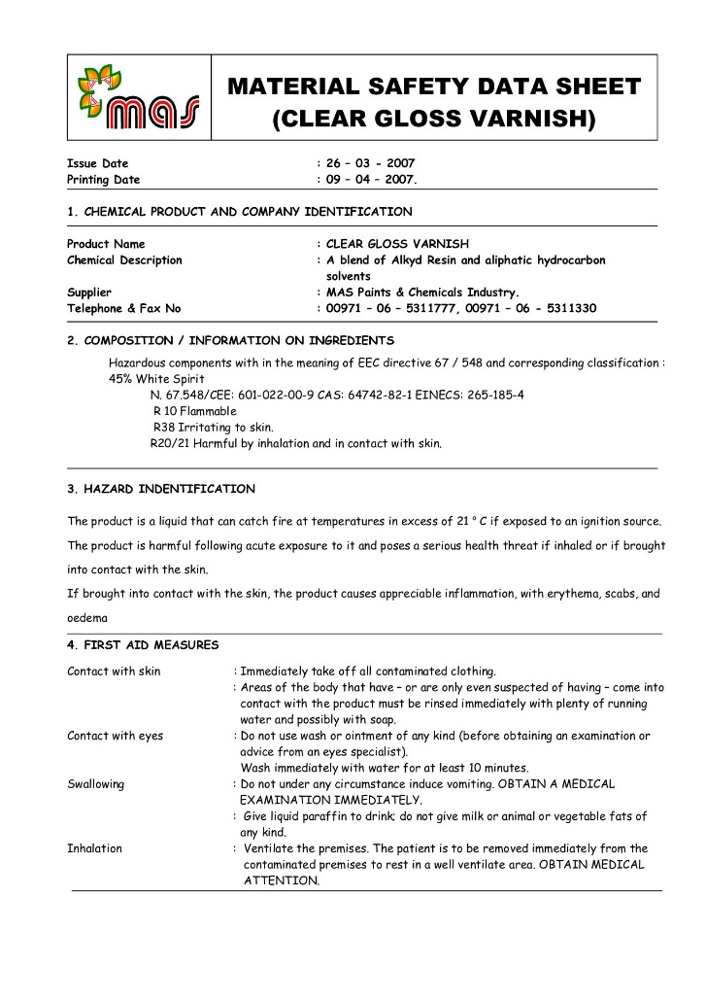 mas
MATERIAL SAFETY DATA SHEET
(CLEAR GLOSS VARNISH)
Issue Date : 26 – 03 - 2007
Printing Date : 09 – 04 – 2007.
1. CHEMICAL PRODUCT AND COMPANY IDENTIFICATION
Product Name : CLEAR GLOSS VARNISH
Chemical Description : A blend of Alkyd Resin and aliphatic hydrocarbon
solvents
Supplier : MAS Paints & Chemicals Industry.
Telephone & Fax No : 00971 – 06 – 5311777, 00971 – 06 - 5311330
2. COMPOSITION / INFORMATION ON INGREDIENTS
Hazardous components with in the meaning of EEC directive 67 / 548 and corresponding classification :
45% White Spirit
N. 67.548/CEE: 601-022-00-9 CAS: 64742-82-1 EINECS: 265-185-4
R 10 Flammable
R38 Irritating to skin.
R20/21 Harmful by inhalation and in contact with skin.
3. HAZARD INDENTIFICATION
The product is a liquid that can catch fire at temperatures in excess of 21 ° C if exposed to an ignition source.
The product is harmful following acute exposure to it and poses a serious health threat if inhaled or if brought
into contact with the skin.
If brought into contact with the skin, the product causes appreciable inflammation, with erythema, scabs, and
oedema
4. FIRST AID MEASURES
Contact with skin : Immediately take off all contaminated clothing.
: Areas of the body that have – or are only even suspected of having – come into
contact with the product must be rinsed immediately with plenty of running
water and possibly with soap.
Contact with eyes : Do not use wash or ointment of any kind (before obtaining an examination or
advice from an eyes specialist).
Wash immediately with water for at least 10 minutes.
Swallowing : Do not under any circumstance induce vomiting. OBTAIN A MEDICAL
EXAMINATION IMMEDIATELY.
: Give liquid paraffin to drink; do not give milk or animal or vegetable fats of
any kind.
Inhalation : Ventilate the premises. The patient is to be removed immediately from the
contaminated premises to rest in a well ventilate area. OBTAIN MEDICAL
ATTENTION.